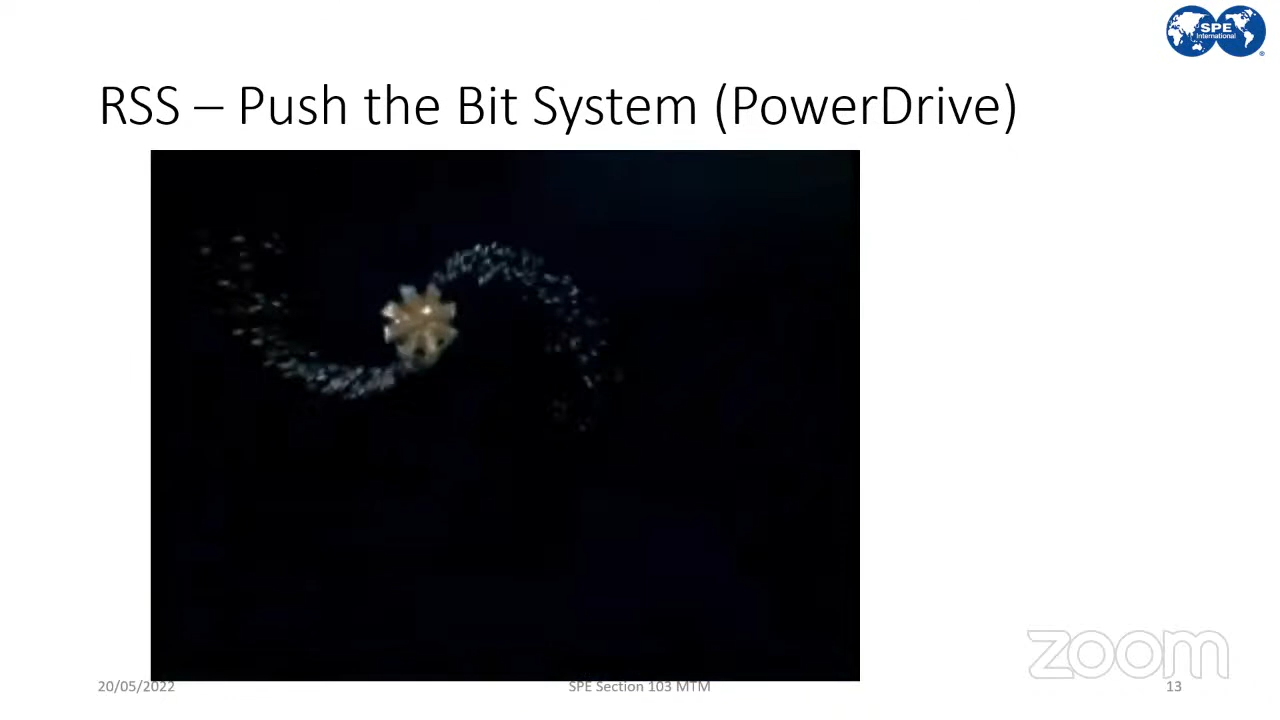 SPE
International
RSS – Push the Bit System (PowerDrive)
zoom
20/05/2022
SPE Section 103 MTM
13